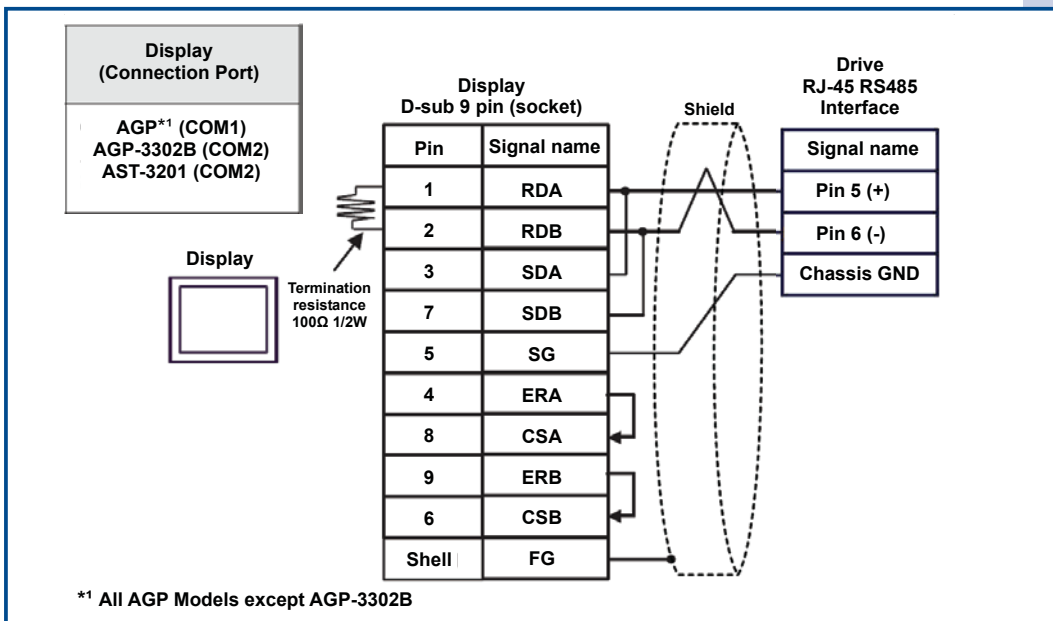 Display
(Connection Port)
AGP*1 (COM1)
AGP-3302B (COM2)
AST-3201 (COM2)
Display
Termination
resistance
100Ω 1/2W
Display
D-sub 9 pin (socket)
Pin Signal name
1 RDA
2 RDB
3 SDA
7 SDB
5 SG
4 ERA
8 CSA
9 ERB
6 CSB
Shell FG
Shield
Drive
RJ-45 RS485
Interface
Signal name
Pin 5 (+)
Pin 6 (-)
Chassis GND
*1 All AGP Models except AGP-3302B